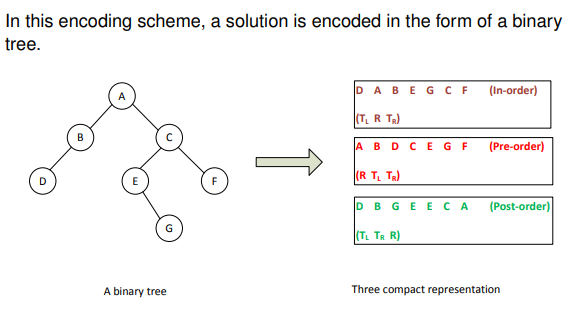 In this encoding scheme, a solution is encoded in the form of a binary
tree.
A
B
C
D
E
F
G
A binary tree
D A B E G C F (In-order)
(TL R TR)
A B D C E G F (Pre-order)
(R TL TR)
D B G E E C A (Post-order)
(TL TR R)
Three compact representation